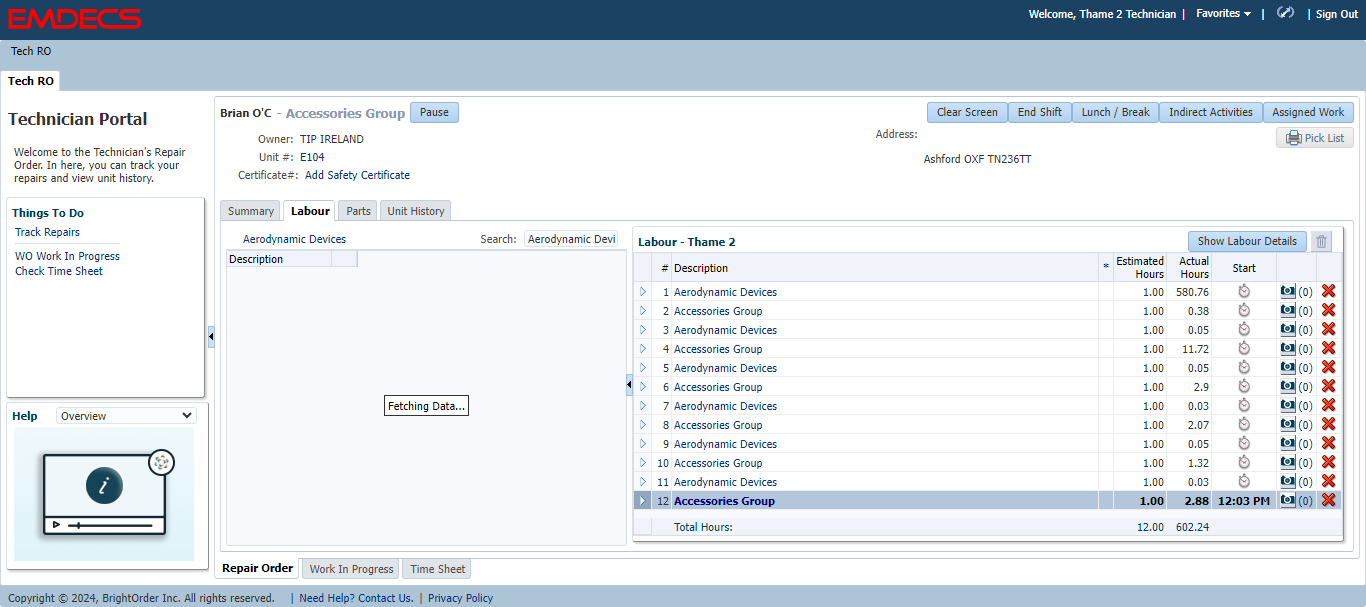 EMDECS
Welcome, Thame 2 Technician | Favorites | | Sign Out
Tech RO
Tech RO
Technician Portal
Welcome to the Technician's Repair
Order. In here, you can track your
repairs and view unit history.
Things To Do
Track Repairs
WO Work In Progress
Check Time Sheet
Help Overview
i
Brian O'C - Accessories Group Pause
Clear Screen End Shift Lunch / Break Indirect Activities Assigned Work
Pick List
Owner: TIP IRELAND
Unit #: E104
Certificate#: Add Safety Certificate
Address:
Ashford OXF TN236TT
Summary Labour Parts Unit History
Aerodynamic Devices Search: Aerodynamic Devi
Description
Fetching Data...
Labour - Thame 2 Show Labour Details
# Description * Estimated Hours Actual Hours Start
1 Aerodynamic Devices 1.00 580.76 (0)
2 Accessories Group 1.00 0.38 (0)
3 Aerodynamic Devices 1.00 0.05 (0)
4 Accessories Group 1.00 11.72 (0)
5 Aerodynamic Devices 1.00 0.05 (0)
6 Accessories Group 1.00 2.9 (0)
7 Aerodynamic Devices 1.00 0.03 (0)
8 Accessories Group 1.00 2.07 (0)
9 Aerodynamic Devices 1.00 0.05 (0)
10 Accessories Group 1.00 1.32 (0)
11 Aerodynamic Devices 1.00 0.03 (0)
12 Accessories Group 1.00 2.88 12:03 PM (0)
Total Hours: 12.00 602.24
Repair Order Work In Progress Time Sheet
Copyright © 2024, BrightOrder Inc. All rights reserved. | Need Help? Contact Us. | Privacy Policy